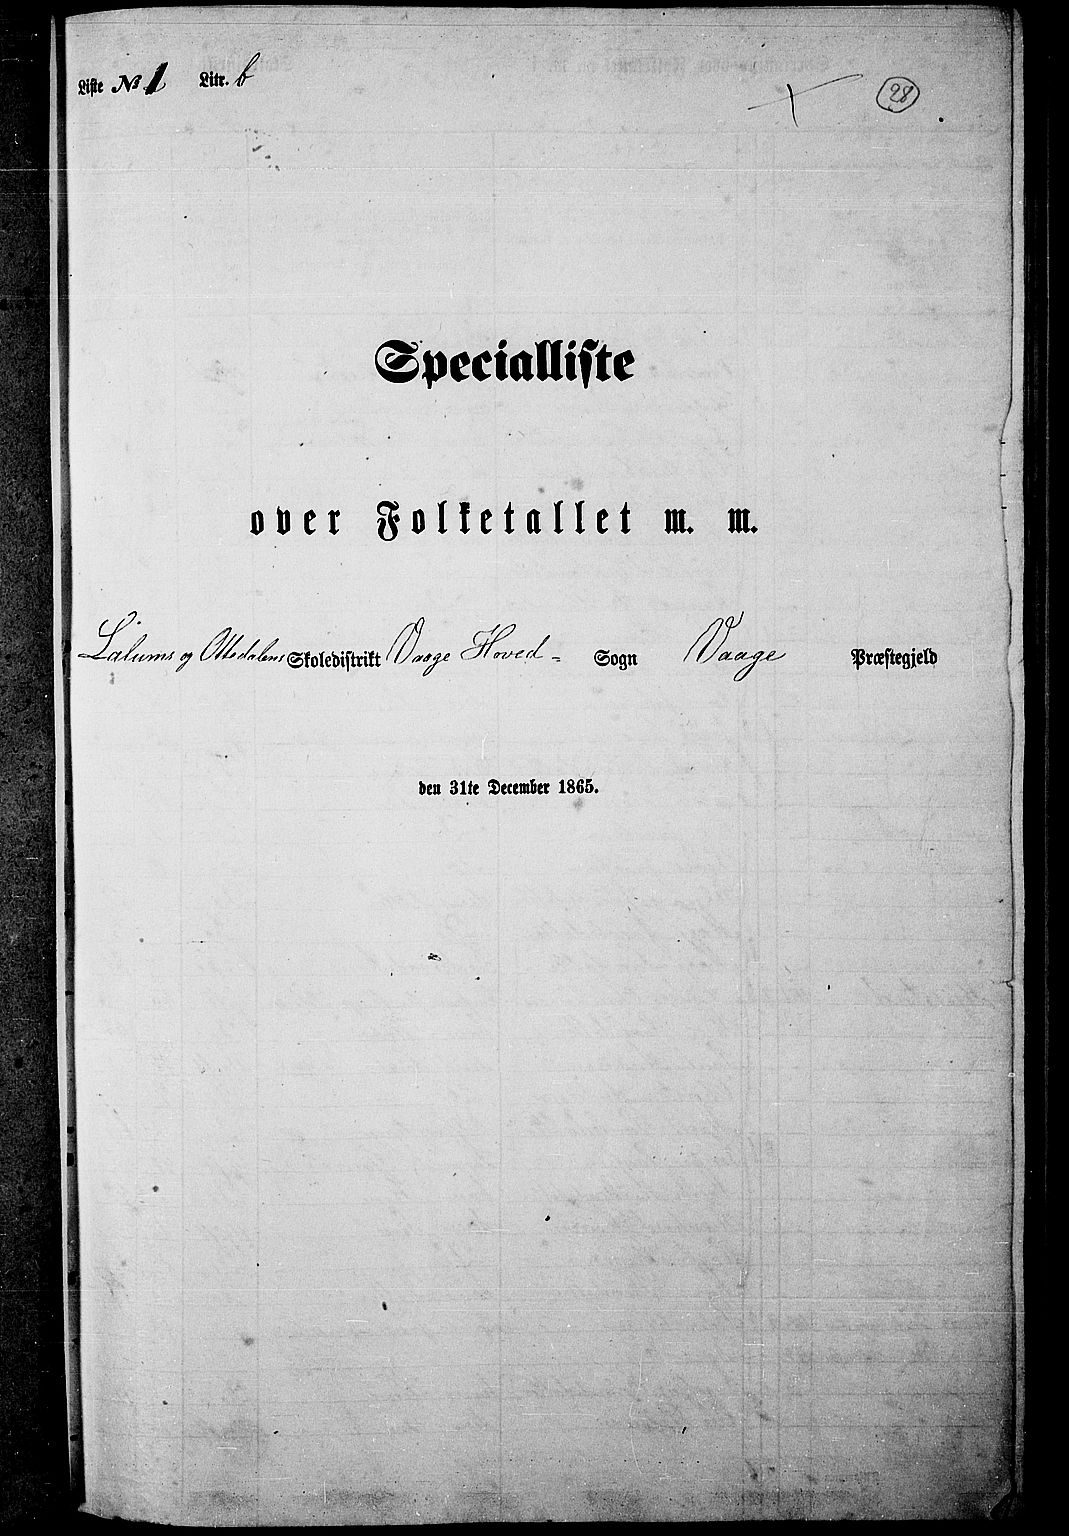 Liste No 1 Litr. b
28
Specialliste
over Folketallet m. m.
Lalums og Ottedalens Skoledistrikt Vaage Hoved- Sogn Vaage Præstegjeld
den 31te December 1865.